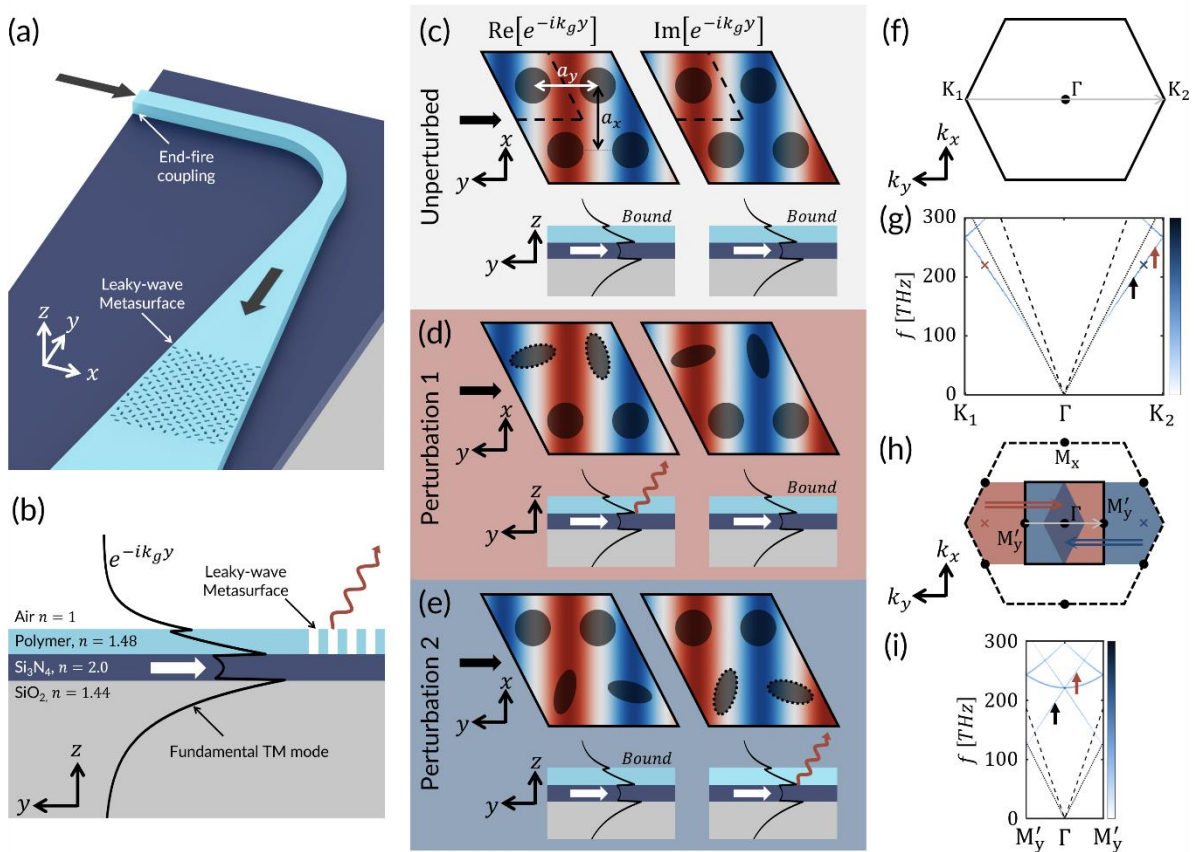 (a)
End-fire
coupling
Leaky-wave
Metasurface
z
y
x
(b)
e^{-ik_g y}
Leaky-wave
Metasurface
Air n = 1
Polymer, n = 1.48
Si₃N₄, n = 2.0
SiO₂, n = 1.44
Fundamental TM mode
z
y
(c)
Re[e^{-ik_g y}]
Im[e^{-ik_g y}]
Unperturbed
a_y
a_x
x
y
z
y
Bound
Bound
(d)
Perturbation 1
x
y
z
y
Bound
(e)
Perturbation 2
x
y
z
y
Bound
(f)
K₁
Γ
K₂
k_x
k_y
(g)
f [THz]
300
200
100
0
K₁
Γ
K₂
(h)
M_x
M′_y
Γ
M′_y
k_x
k_y
(i)
f [THz]
300
200
100
0
M′_y
Γ
M′_y